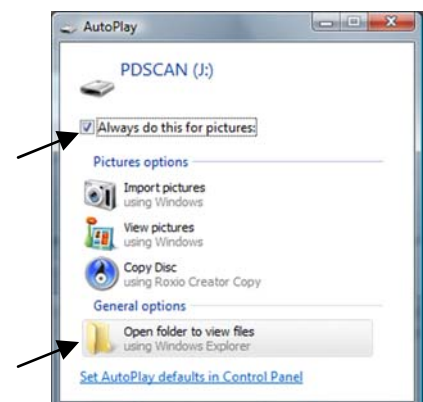 AutoPlay
PDSCAN (J:)
Always do this for pictures:
Pictures options
Import pictures
using Windows
View pictures
using Windows
Copy Disc
using Roxio Creator Copy
General options
Open folder to view files
using Windows Explorer
Set AutoPlay defaults in Control Panel